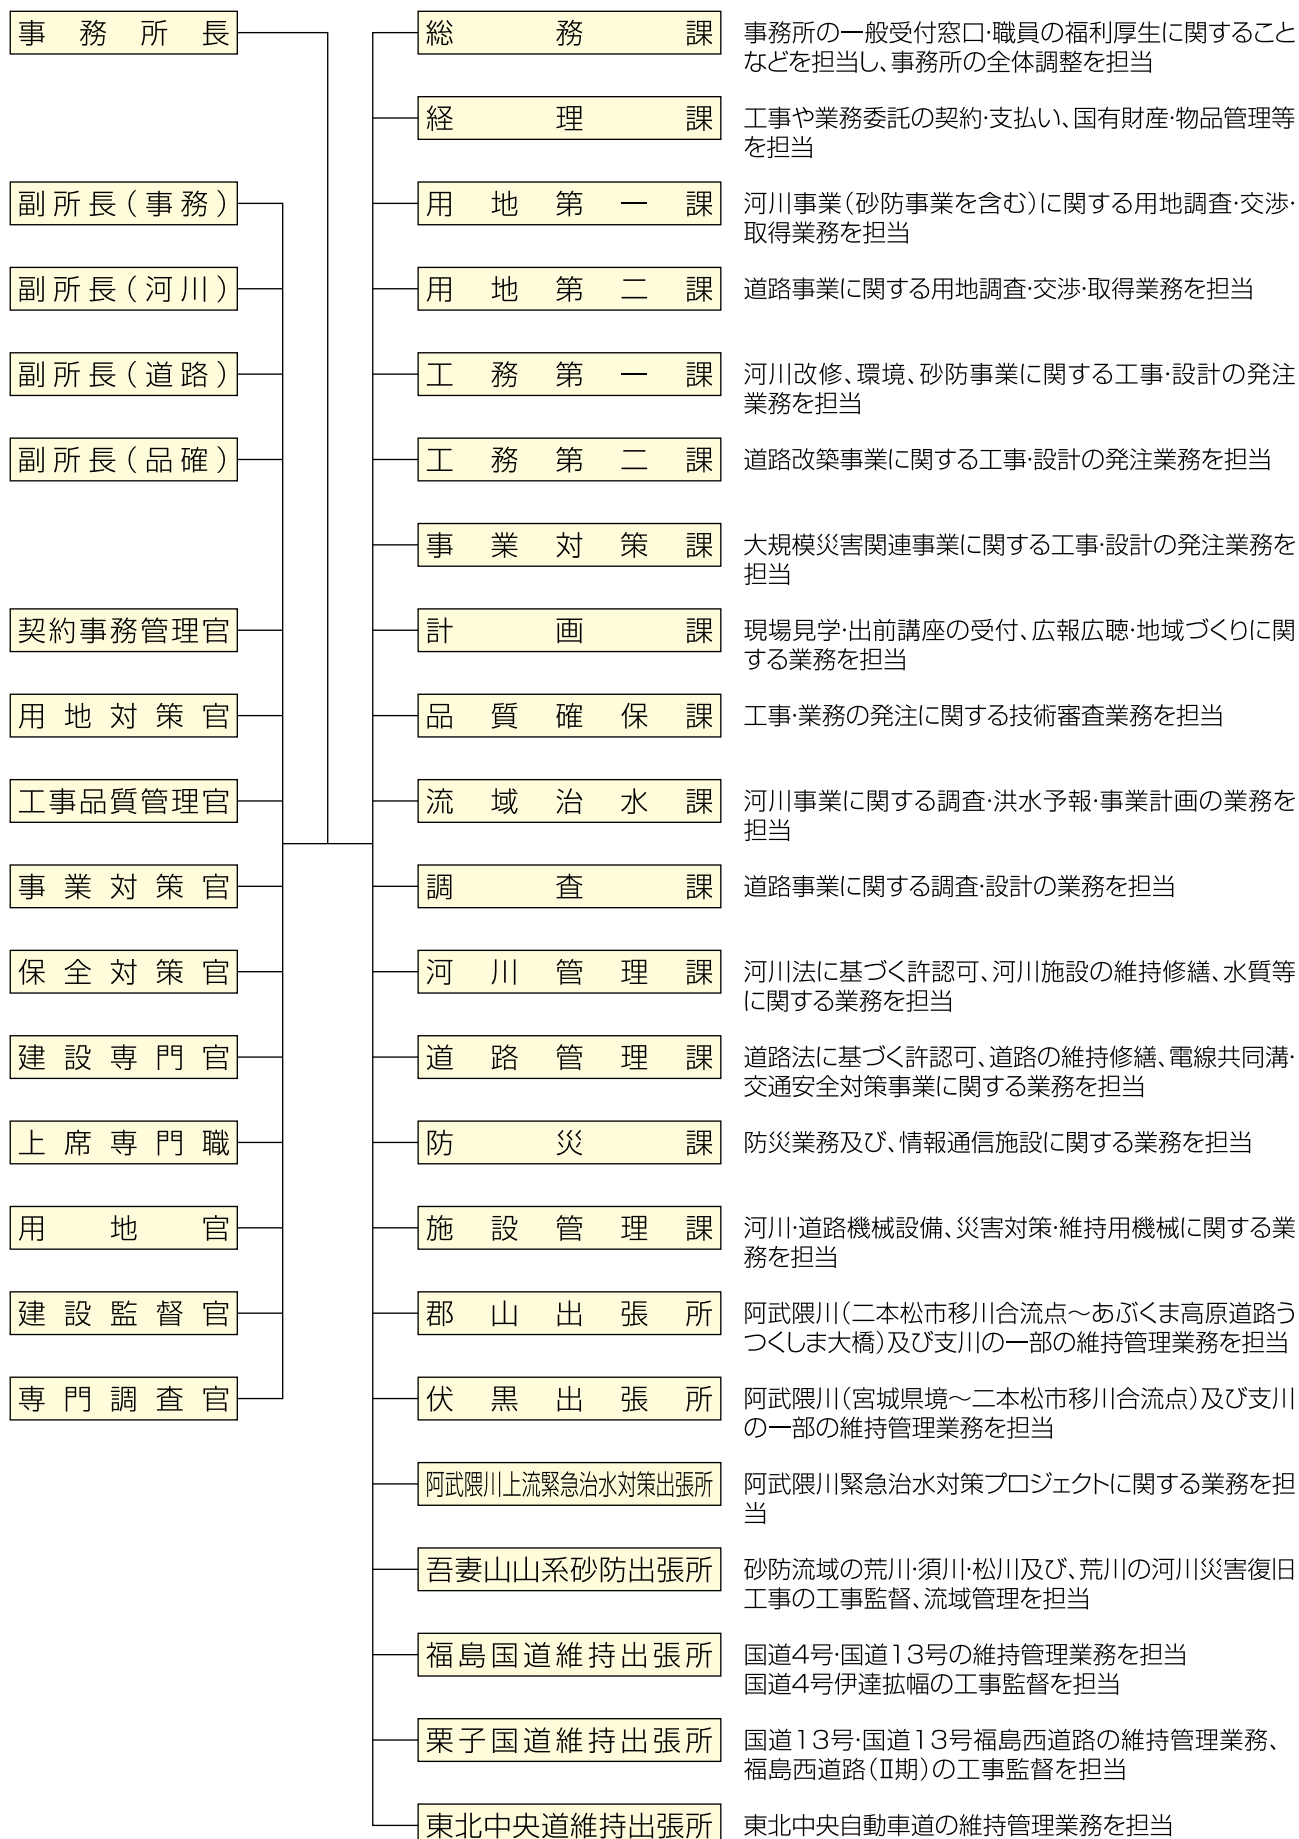 事務所長
副所長(事務)
副所長(河川)
副所長(道路)
副所長(品確)
契約事務管理官
用地対策官
工事品質管理官
事業対策官
保全対策官
建設専門官
上席専門職
用地官
建設監督官
専門調査官
総務課
事務所の一般受付窓口・職員の福利厚生に関すること
などを担当し、事務所の全体調整を担当
経理課
工事や業務委託の契約・支払い、国有財産・物品管理等
を担当
用地第一課
河川事業(砂防事業を含む)に関する用地調査・交渉・
取得業務を担当
用地第二課
道路事業に関する用地調査・交渉・取得業務を担当
工務第一課
河川改修、環境、砂防事業に関する工事・設計の発注
業務を担当
工務第二課
道路改築事業に関する工事・設計の発注業務を担当
事業対策課
大規模災害関連事業に関する工事・設計の発注業務を
担当
計画課
現場見学・出前講座の受付、広報広聴・地域づくりに関
する業務を担当
品質確保課
工事・業務の発注に関する技術審査業務を担当
流域治水課
河川事業に関する調査・洪水予報・事業計画の業務を
担当
調査課
道路事業に関する調査・設計の業務を担当
河川管理課
河川法に基づく許認可、河川施設の維持修繕、水質等
に関する業務を担当
道路管理課
道路法に基づく許認可、道路の維持修繕、電線共同溝・
交通安全対策事業に関する業務を担当
防災課
防災業務及び、情報通信施設に関する業務を担当
施設管理課
河川・道路機械設備、災害対策・維持用機械に関する業
務を担当
郡山出張所
阿武隈川(二本松市移川合流点〜あぶくま高原道路う
つくしま大橋)及び支川の一部の維持管理業務を担当
伏黒出張所
阿武隈川(宮城県境〜二本松市移川合流点)及び支川
の一部の維持管理業務を担当
阿武隈川上流緊急治水対策出張所
阿武隈川緊急治水対策プロジェクトに関する業務を担
当
吾妻山山系砂防出張所
砂防流域の荒川・須川・松川及び、荒川の河川災害復旧
工事の工事監督、流域管理を担当
福島国道維持出張所
国道4号・国道13号の維持管理業務を担当
国道4号伊達拡幅の工事監督を担当
栗子国道維持出張所
国道13号・国道13号福島西道路の維持管理業務、
福島西道路(Ⅱ期)の工事監督を担当
東北中央道維持出張所
東北中央自動車道の維持管理業務を担当